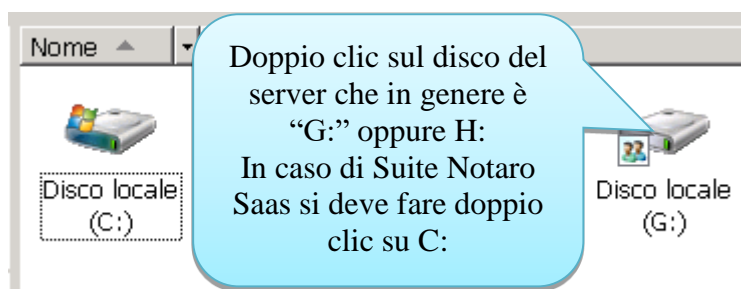 Nome
Doppio clic sul disco del
server che in genere è
“G:” oppure H:
In caso di Suite Notaro
Saas si deve fare doppio
clic su C:
Disco locale
(C:)
Disco locale
(G:)